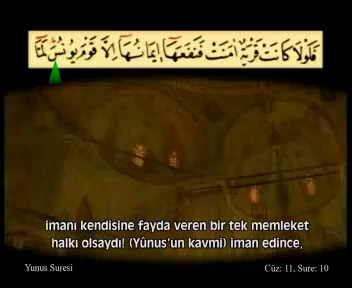 فَلَوْلَا كَانَتْ قَرْيَةٌ اٰمَنَتْ فَنَفَعَهَٓا ا۪يمَانُهَٓا اِلَّا قَوْمَ يُونُسَۜ لَمَّٓا
imanı kendisine fayda veren bir tek memleket
halkı olsaydı! (Yûnus'un kavmi) iman edince,
Yunus Suresi
Cüz: 11, Sure: 10